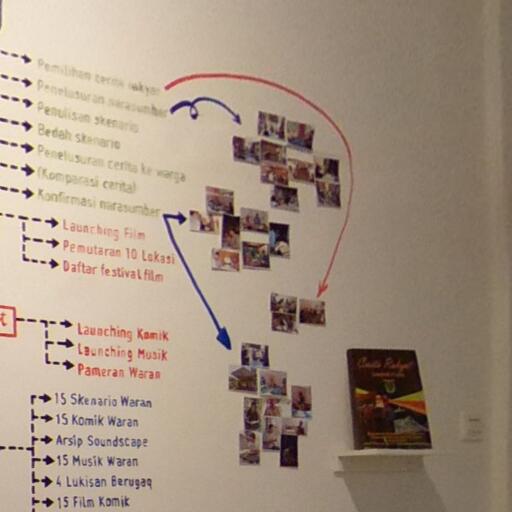 Pemilihan cerita rakyat
Penelusuran narasumber
Penulisan skenario
Bedah skenario
Penelusuran cerita ke warga
(Komparasi cerita)
Konfirmasi narasumber
Launching Film
Pemutaran 10 Lokasi
Daftar festival film
Launching Komik
Launching Musik
Pameran Waran
15 Skenario Waran
15 Komik Waran
Arsip Soundscape
15 Musik Waran
4 Lukisan Berugaq
15 Film Komik
Cerita Rakyat